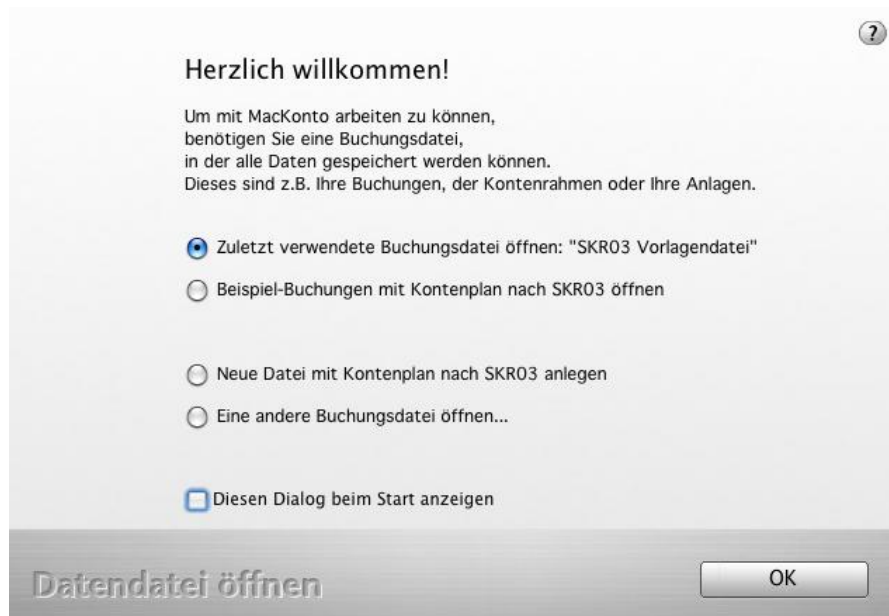 ?
Herzlich willkommen!
Um mit MacKonto arbeiten zu können,
benötigen Sie eine Buchungsdatei,
in der alle Daten gespeichert werden können.
Dieses sind z.B. Ihre Buchungen, der Kontenrahmen oder Ihre Anlagen.
Zuletzt verwendete Buchungsdatei öffnen: "SKR03 Vorlagendatei"
Beispiel-Buchungen mit Kontenplan nach SKR03 öffnen
Neue Datei mit Kontenplan nach SKR03 anlegen
Eine andere Buchungsdatei öffnen...
Diesen Dialog beim Start anzeigen
Datendatei öffnen
OK